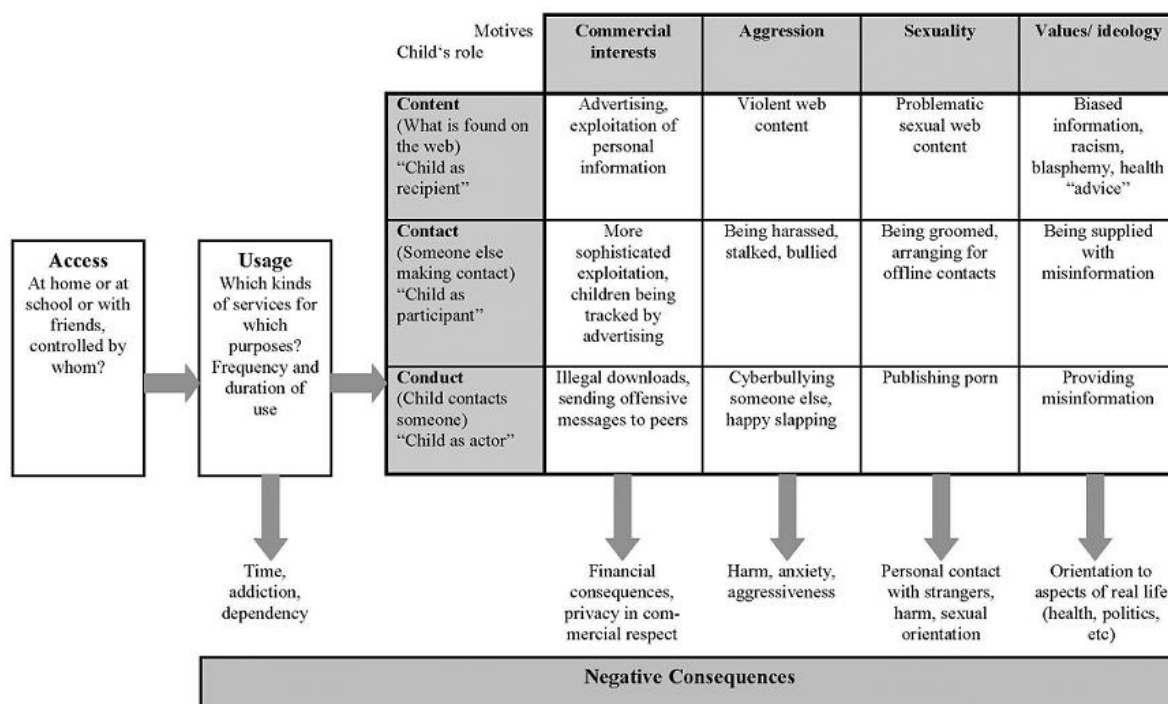 Motives
Child‘s role
Commercial
interests
Aggression
Sexuality
Values/ ideology
Content
(What is found on
the web)
“Child as
recipient”
Advertising,
exploitation of
personal
information
Violent web
content
Problematic
sexual web
content
Biased
information,
racism,
blasphemy, health
“advice”
Access
At home or at
school or with
friends,
controlled by
whom?
Usage
Which kinds
of services for
which
purposes?
Frequency and
duration of
use
Contact
(Someone else
making contact)
“Child as
participant”
More
sophisticated
exploitation,
children being
tracked by
advertising
Being harassed,
stalked, bullied
Being groomed,
arranging for
offline contacts
Being supplied
with
misinformation
Conduct
(Child contacts
someone)
“Child as actor”
Illegal downloads,
sending offensive
messages to peers
Cyberbullying
someone else,
happy slapping
Publishing porn
Providing
misinformation
Time,
addiction,
dependency
Financial
consequences,
privacy in com-
mercial respect
Harm, anxiety,
aggressiveness
Personal contact
with strangers,
harm, sexual
orientation
Orientation to
aspects of real life
(health, politics,
etc)
Negative Consequences